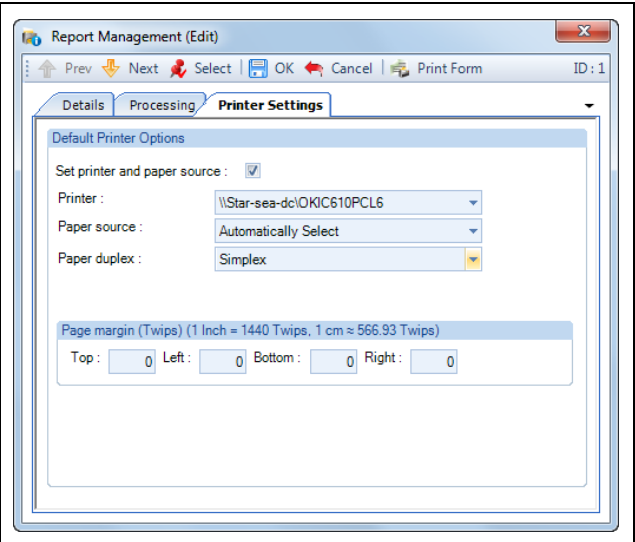 Report Management (Edit)
Prev Next Select OK Cancel Print Form ID: 1
Details Processing Printer Settings
Default Printer Options
Set printer and paper source :
Printer : \\Star-sea-dc\OKIC610PCL6
Paper source : Automatically Select
Paper duplex : Simplex
Page margin (Twips) (1 Inch = 1440 Twips, 1 cm ≈ 566.93 Twips)
Top : 0 Left : 0 Bottom : 0 Right : 0